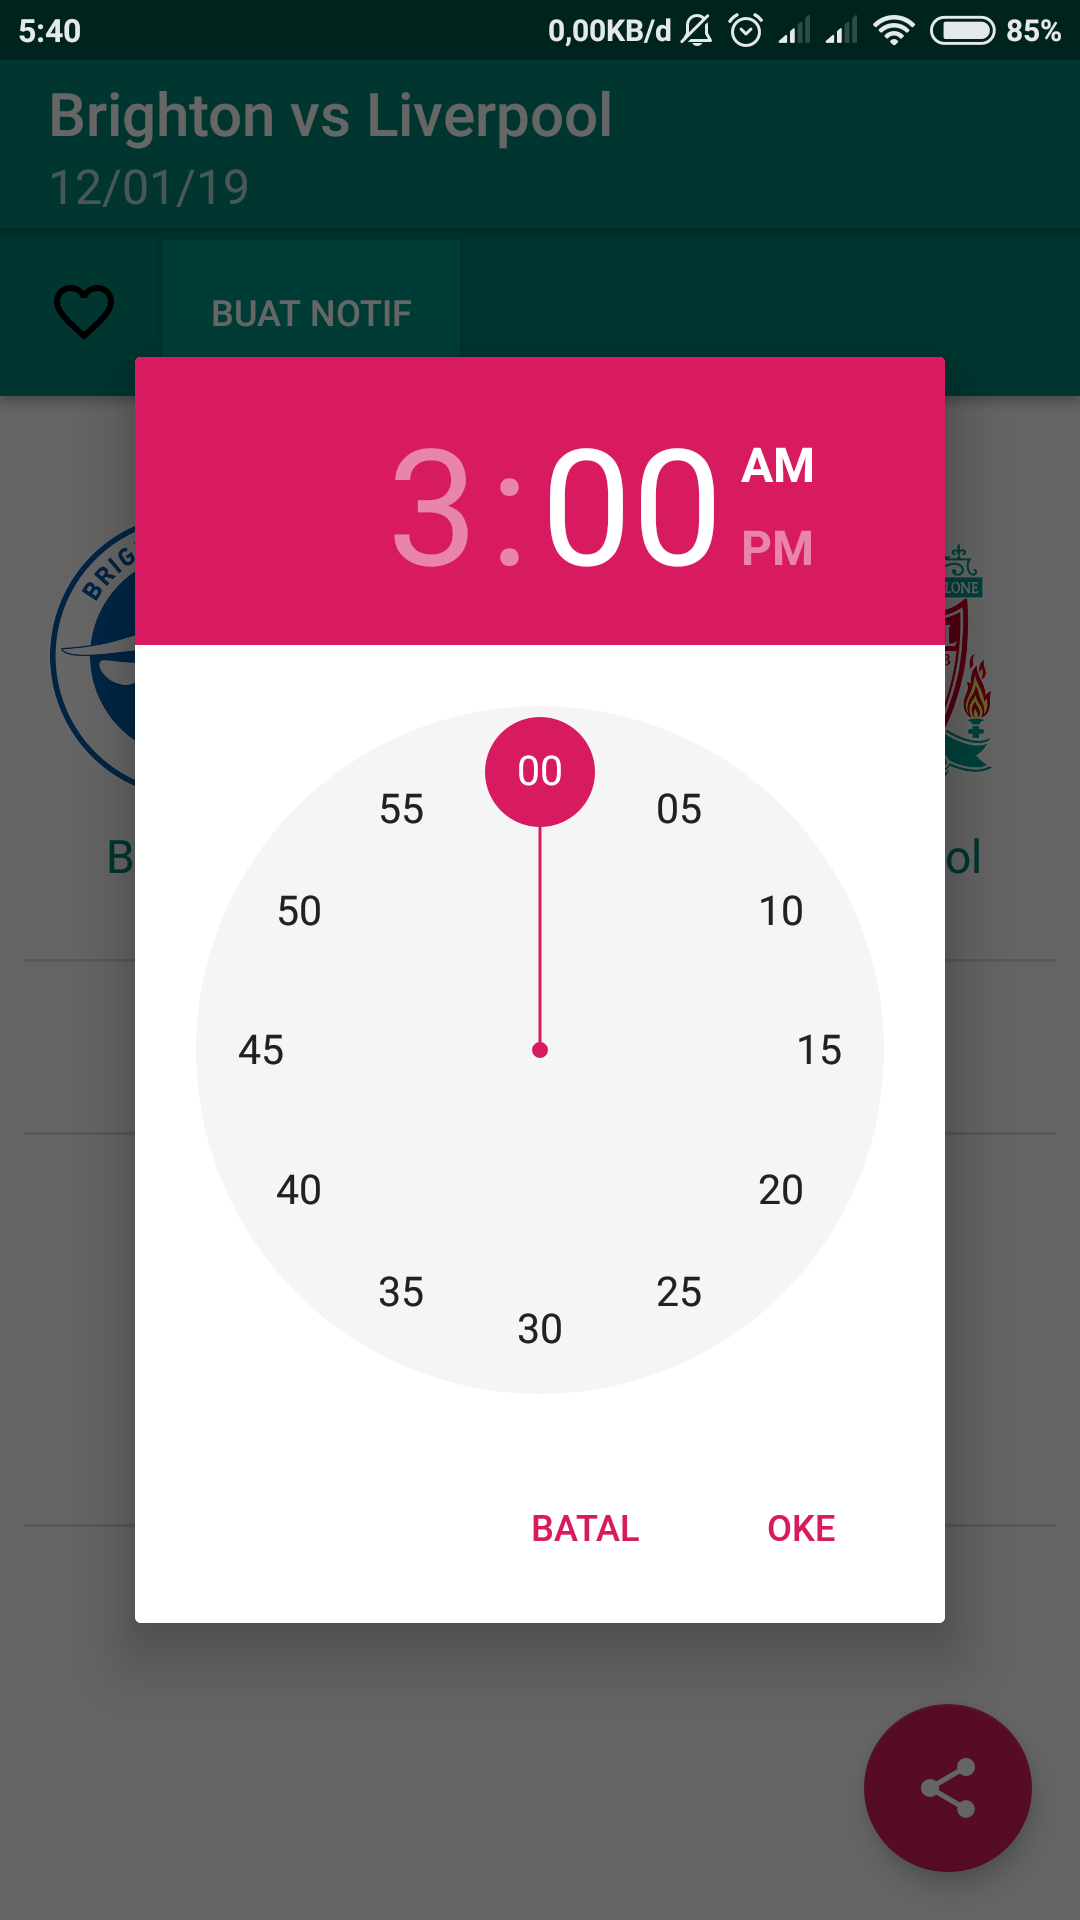 5:40 0,00KB/d 85%
Brighton vs Liverpool
12/01/19
BUAT NOTIF
3:00 AM
PM
00
55 05
50 10
45 15
40 20
35 25
30
BATAL OKE